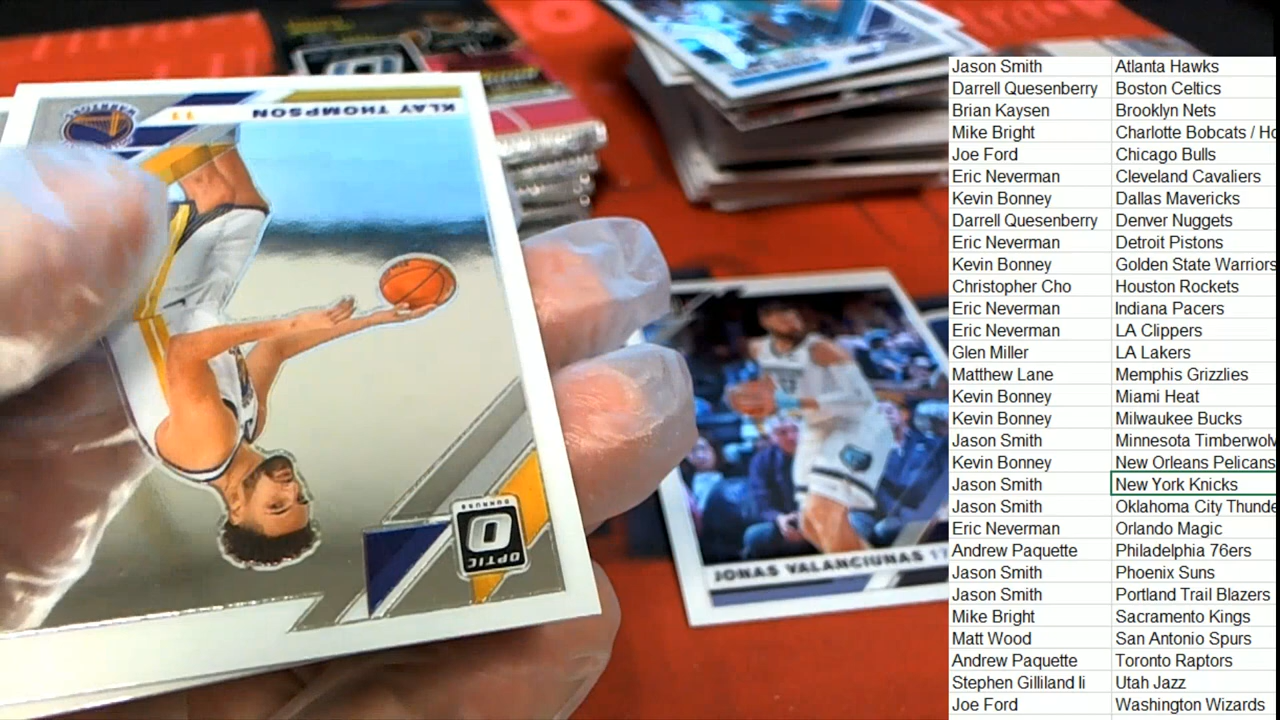 KLAY THOMPSON
11
WARRIORS
OPTIC
DONRUSS
JONAS VALANCIUNAS 17
Jason Smith Atlanta Hawks
Darrell Quesenberry Boston Celtics
Brian Kaysen Brooklyn Nets
Mike Bright Charlotte Bobcats / Ho
Joe Ford Chicago Bulls
Eric Neverman Cleveland Cavaliers
Kevin Bonney Dallas Mavericks
Darrell Quesenberry Denver Nuggets
Eric Neverman Detroit Pistons
Kevin Bonney Golden State Warriors
Christopher Cho Houston Rockets
Eric Neverman Indiana Pacers
Eric Neverman LA Clippers
Glen Miller LA Lakers
Matthew Lane Memphis Grizzlies
Kevin Bonney Miami Heat
Kevin Bonney Milwaukee Bucks
Jason Smith Minnesota Timberwolv
Kevin Bonney New Orleans Pelicans
Jason Smith New York Knicks
Jason Smith Oklahoma City Thunde
Eric Neverman Orlando Magic
Andrew Paquette Philadelphia 76ers
Jason Smith Phoenix Suns
Jason Smith Portland Trail Blazers
Mike Bright Sacramento Kings
Matt Wood San Antonio Spurs
Andrew Paquette Toronto Raptors
Stephen Gilliland Ii Utah Jazz
Joe Ford Washington Wizards